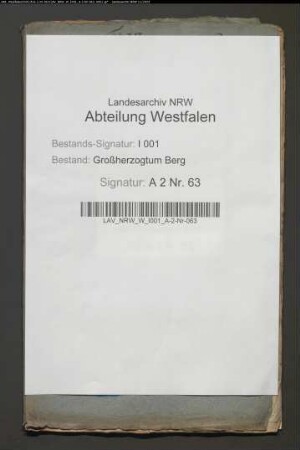 Landesarchiv NRW
Abteilung Westfalen
Bestands-Signatur: I 001
Bestand: Großherzogtum Berg
Signatur: A 2 Nr. 63
LAV_NRW_W_I001_A-2-Nr-063